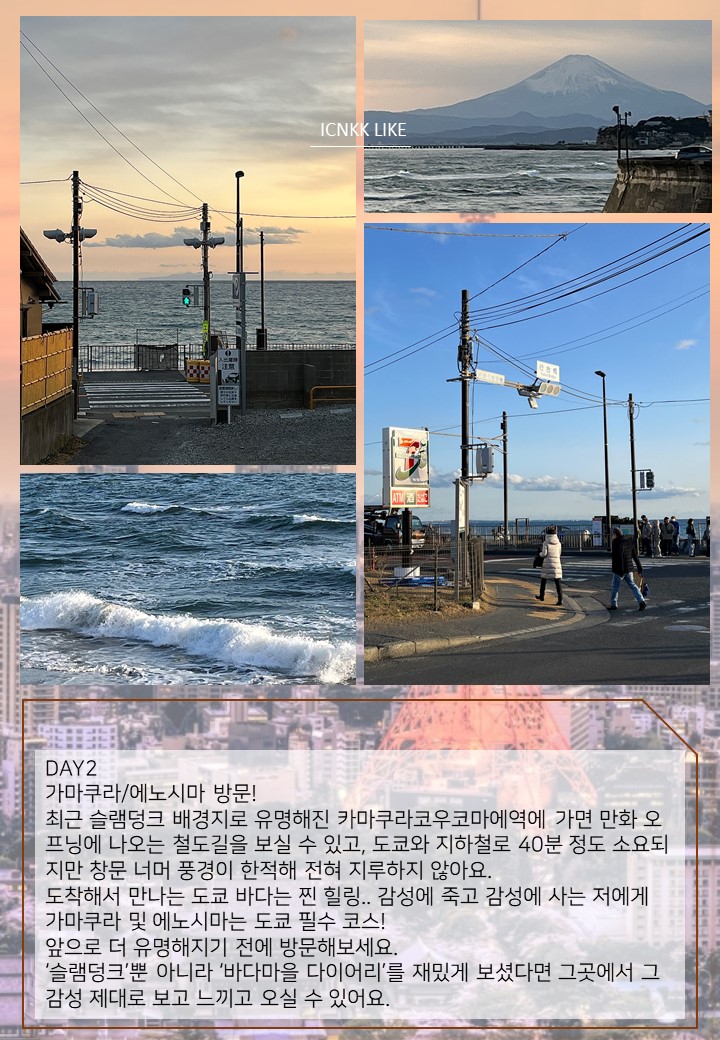 ICNKK LIKE
入出庫時
注意
ATM 酒
DAY2
가마쿠라/에노시마 방문!
최근 슬램덩크 배경지로 유명해진 카마쿠라코우코마에역에 가면 만화 오
프닝에 나오는 철도길을 보실 수 있고, 도쿄와 지하철로 40분 정도 소요되
지만 창문 너머 풍경이 한적해 전혀 지루하지 않아요.
도착해서 만나는 도쿄 바다는 찐 힐링.. 감성에 죽고 감성에 사는 저에게
가마쿠라 및 에노시마는 도쿄 필수 코스!
앞으로 더 유명해지기 전에 방문해보세요.
'슬램덩크'뿐 아니라 '바다마을 다이어리'를 재밌게 보셨다면 그곳에서 그
감성 제대로 보고 느끼고 오실 수 있어요.